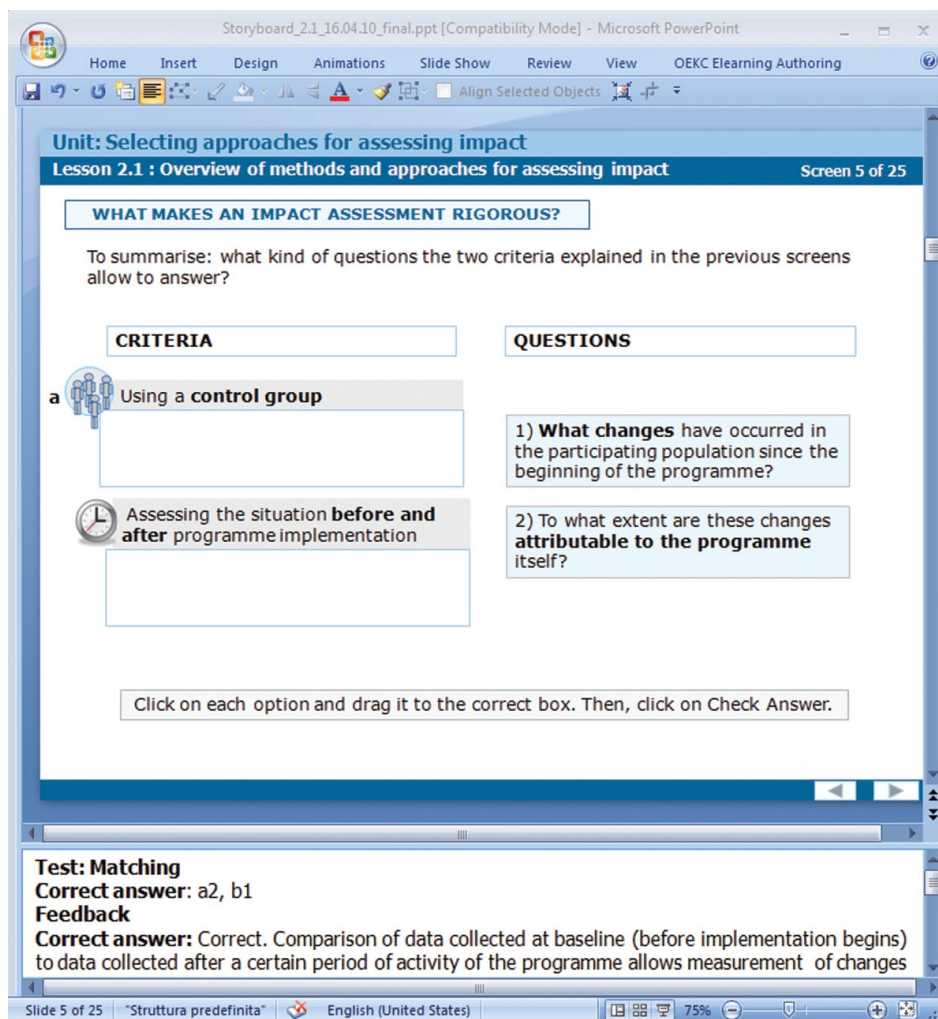 Storyboard_2.1_16.04.10_final.ppt [Compatibility Mode] - Microsoft PowerPoint
Home Insert Design Animations Slide Show Review View OEKC Elearning Authoring
Align Selected Objects
Unit: Selecting approaches for assessing impact
Lesson 2.1 : Overview of methods and approaches for assessing impact Screen 5 of 25
WHAT MAKES AN IMPACT ASSESSMENT RIGOROUS?
To summarise: what kind of questions the two criteria explained in the previous screens
allow to answer?
CRITERIA
QUESTIONS
a Using a control group
1) What changes have occurred in
the participating population since the
beginning of the programme?
Assessing the situation before and
after programme implementation
2) To what extent are these changes
attributable to the programme
itself?
Click on each option and drag it to the correct box. Then, click on Check Answer.
Test: Matching
Correct answer: a2, b1
Feedback
Correct answer: Correct. Comparison of data collected at baseline (before implementation begins)
to data collected after a certain period of activity of the programme allows measurement of changes
Slide 5 of 25 "Struttura predefinita" English (United States) 75%